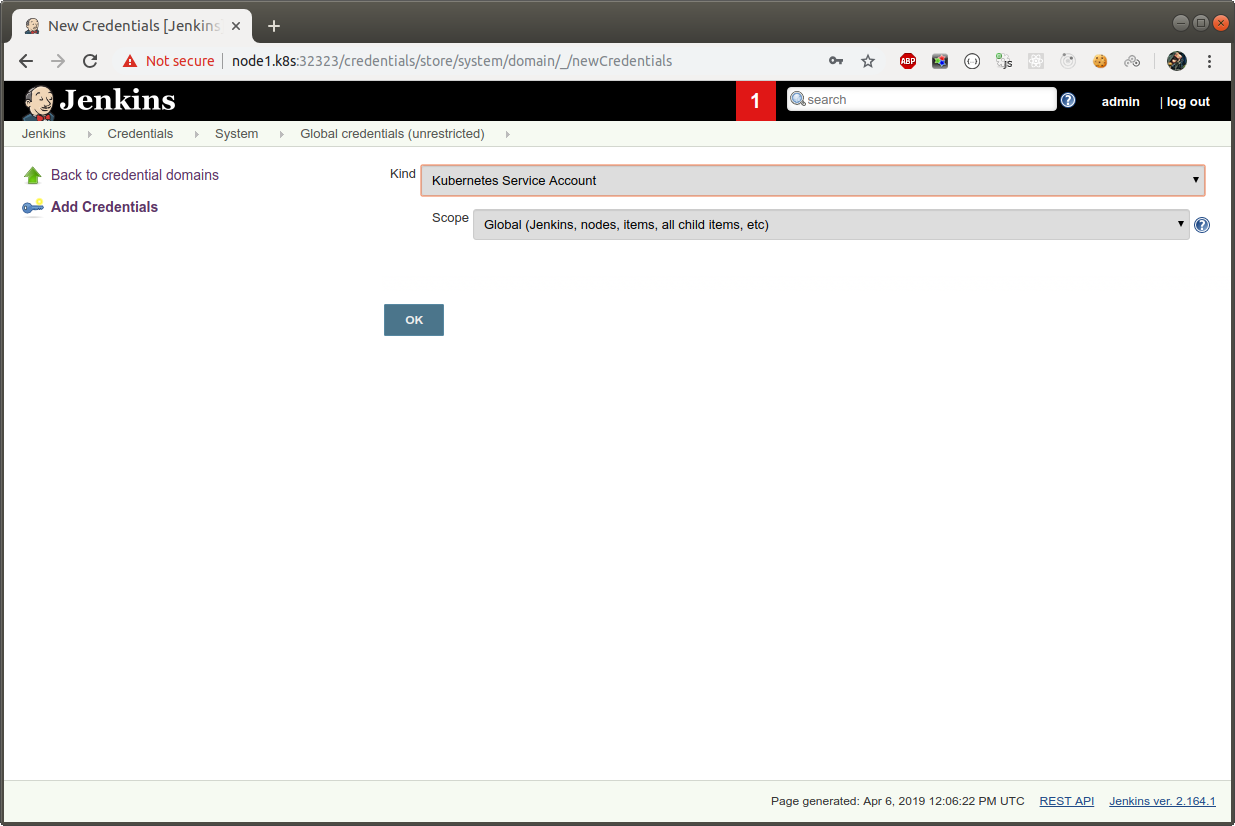 New Credentials [Jenkins
Not secure node1.k8s:32323/credentials/store/system/domain/_/newCredentials ABP js
Jenkins 1 search ? admin | log out
Jenkins Credentials System Global credentials (unrestricted)
Back to credential domains
Add Credentials
Kind Kubernetes Service Account
Scope Global (Jenkins, nodes, items, all child items, etc) ?
OK
Page generated: Apr 6, 2019 12:06:22 PM UTC REST API Jenkins ver. 2.164.1